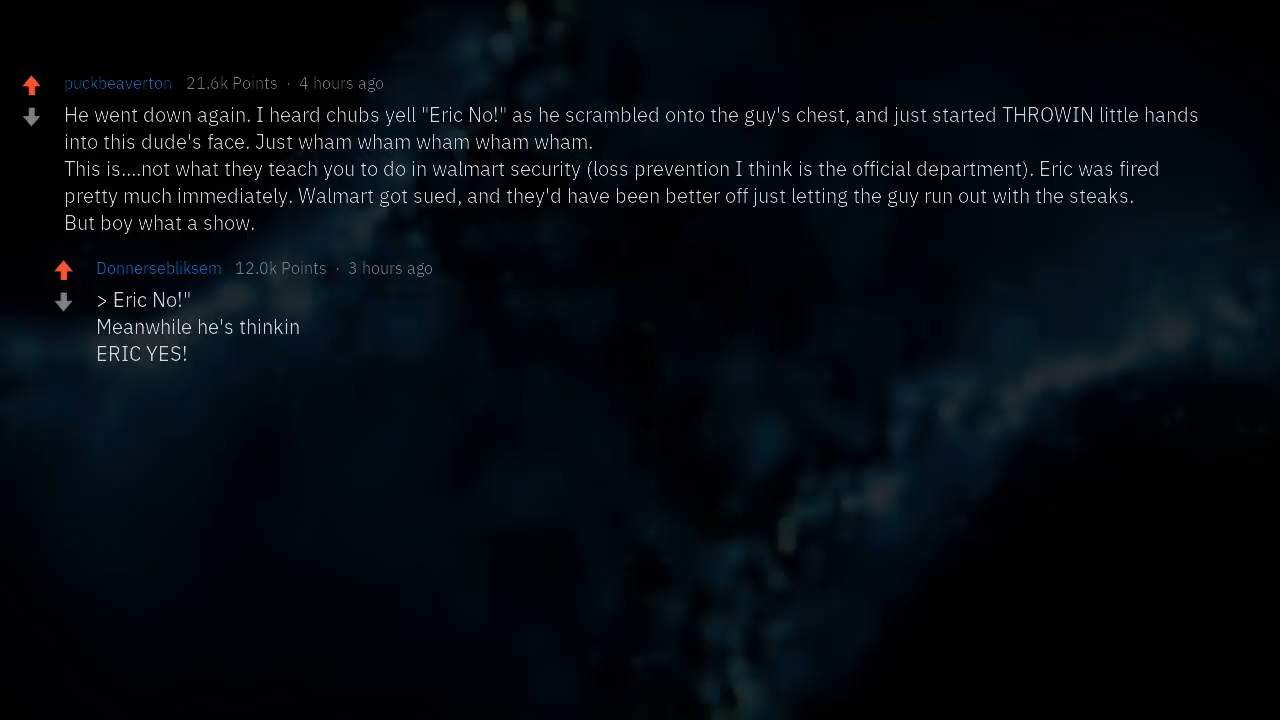 puckbeaverton 21.6k Points · 4 hours ago
He went down again. I heard chubs yell "Eric No!" as he scrambled onto the guy's chest, and just started THROWIN little hands
into this dude's face. Just wham wham wham wham wham.
This is....not what they teach you to do in walmart security (loss prevention I think is the official department). Eric was fired
pretty much immediately. Walmart got sued, and they'd have been better off just letting the guy run out with the steaks.
But boy what a show.
Donnersebliksem 12.0k Points · 3 hours ago
> Eric No!"
Meanwhile he's thinkin
ERIC YES!